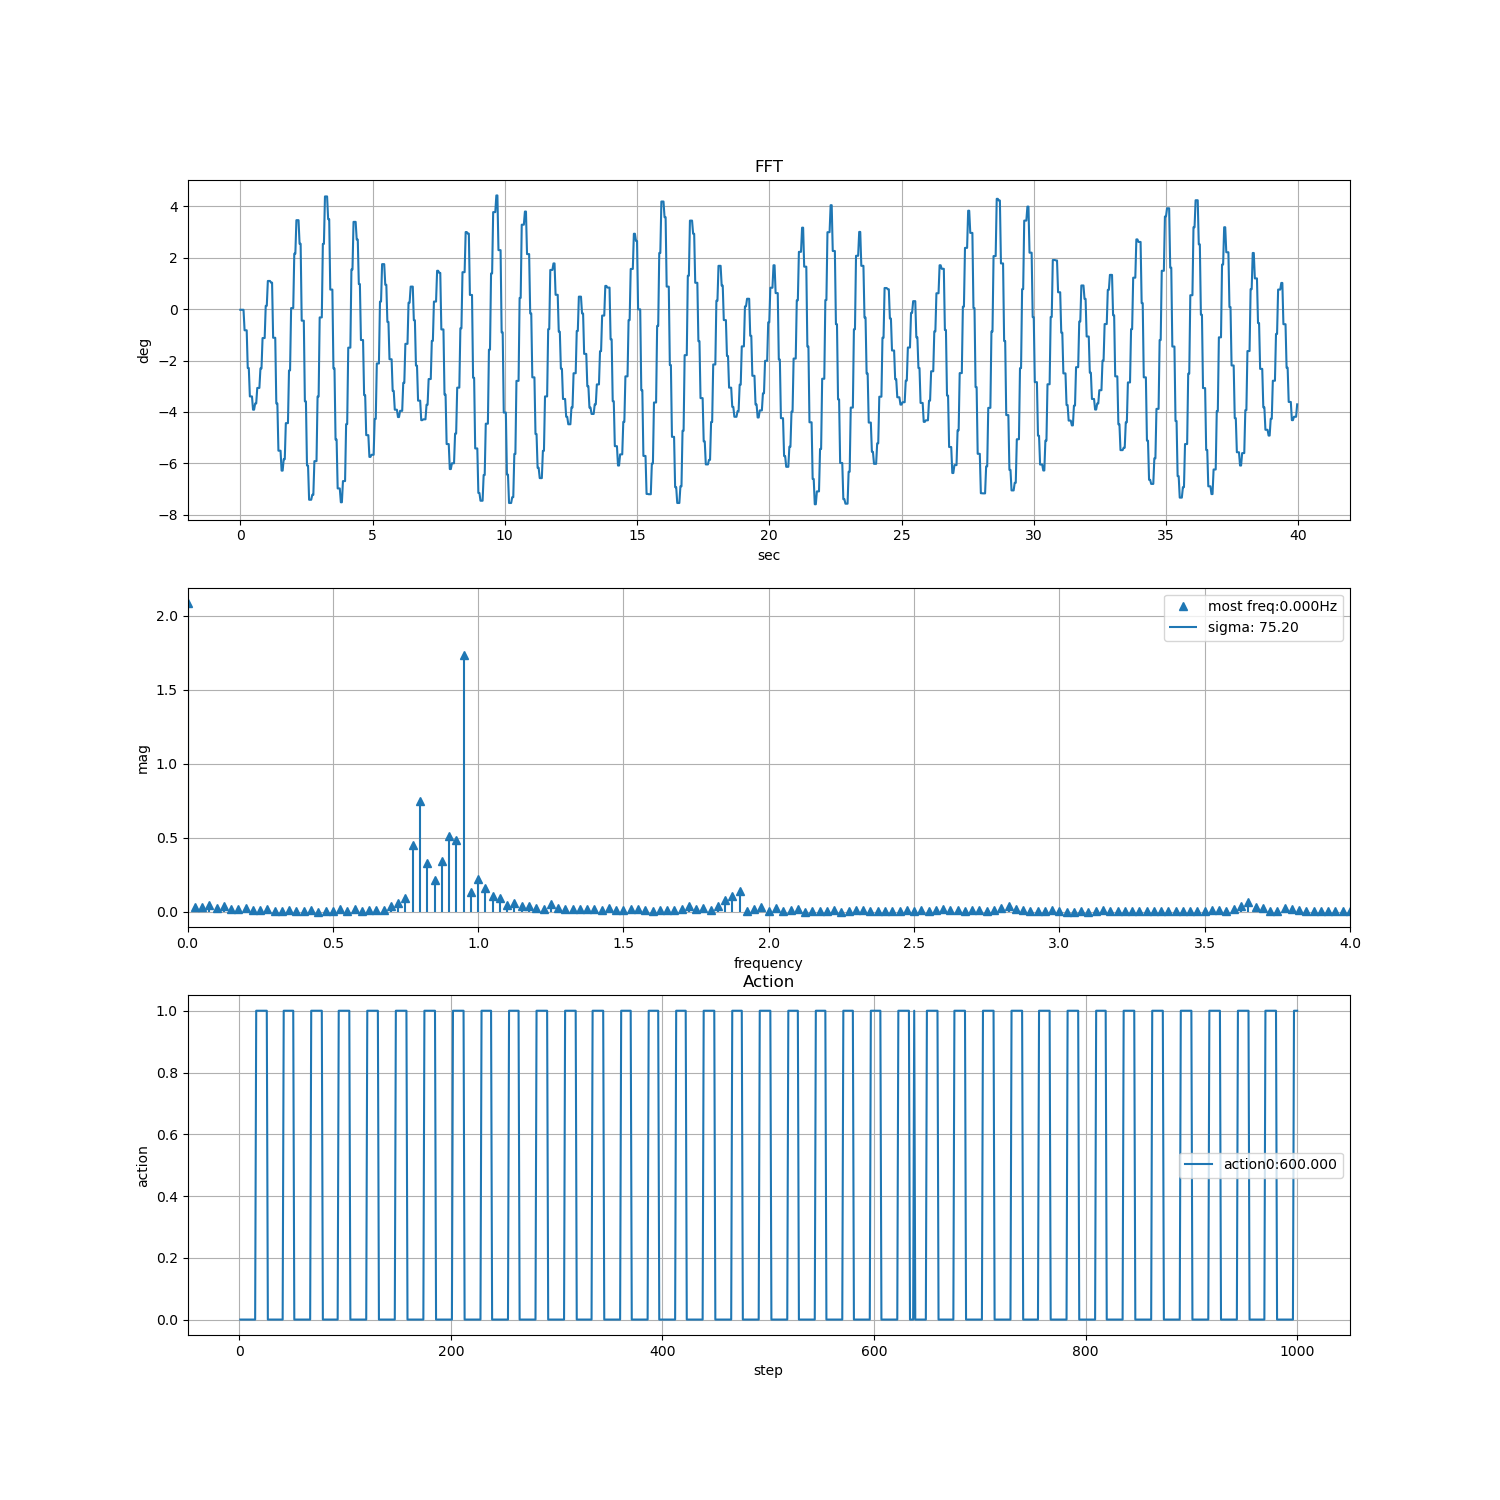 FFT
4
2
0
−2
−4
−6
−8
deg
0 5 10 15 20 25 30 35 40
sec
2.0
1.5
1.0
0.5
0.0
mag
most freq:0.000Hz
sigma: 75.20
0.0 0.5 1.0 1.5 2.0 2.5 3.0 3.5 4.0
frequency
Action
1.0
0.8
0.6
0.4
0.2
0.0
action
action0:600.000
0 200 400 600 800 1000
step